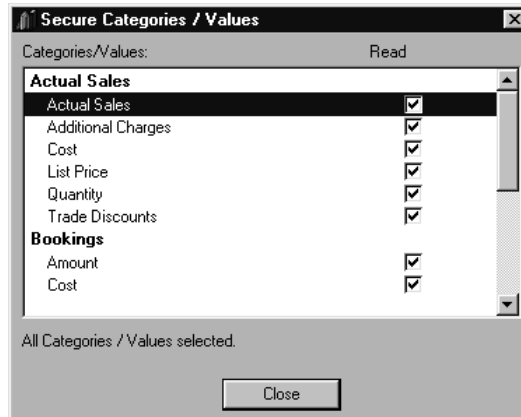 Secure Categories / Values
Categories/Values: Read
Actual Sales
Actual Sales
Additional Charges
Cost
List Price
Quantity
Trade Discounts
Bookings
Amount
Cost
All Categories / Values selected.
Close